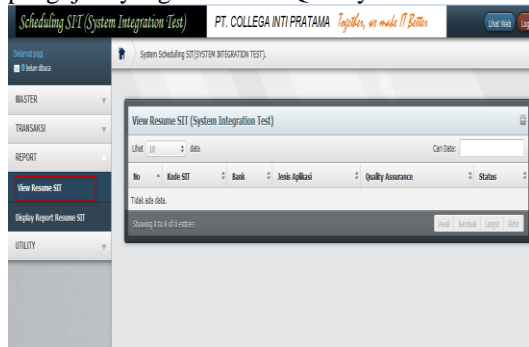 Scheduling SIT (System Integration Test) PT. COLLEGA INTI PRATAMA Together, we made IT Better Lihat Web
Selamat pagi,
0 belum dibaca
System Scheduling SIT(SYSTEM INTEGRATION TEST).
MASTER
TRANSAKSI
REPORT
View Resume SIT
Display Report Resume SIT
UTILITY
View Resume SIT (System Integration Test)
Lihat 10 data Cari Data:
No Kode SIT Bank Jenis Aplikasi Quality Assurance Status
Tidak ada data.
Showing 0 to 0 of 0 entries Awal Kembali Lanjut Akhir